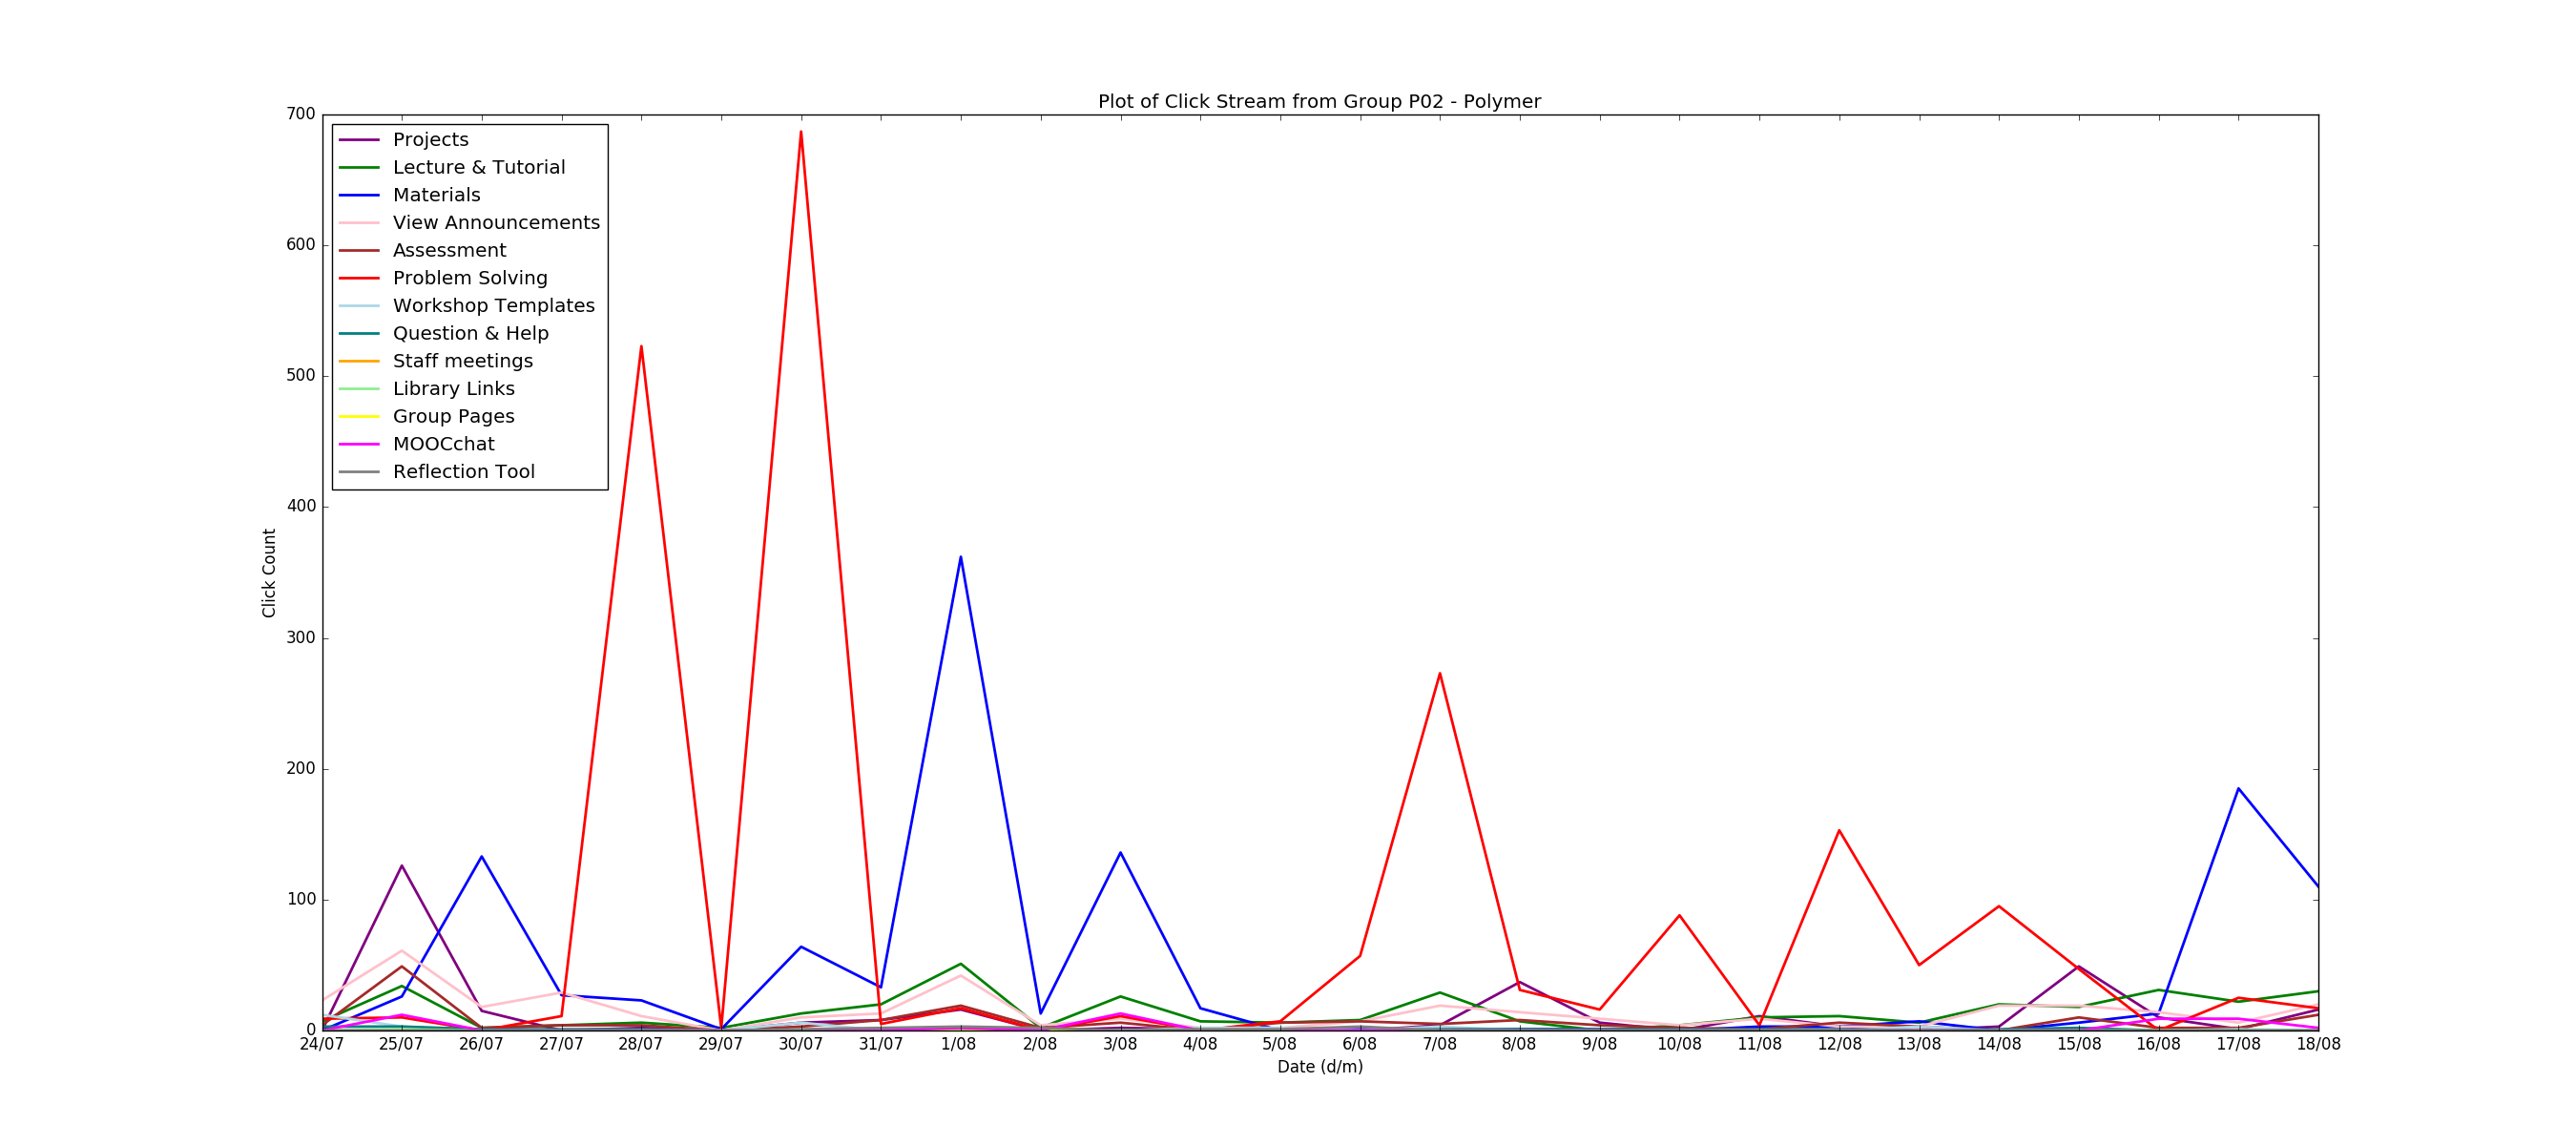 Plot of Click Stream from Group P02 - Polymer
700
600
500
400
300
200
100
0
Click Count
Projects
Lecture & Tutorial
Materials
View Announcements
Assessment
Problem Solving
Workshop Templates
Question & Help
Staff meetings
Library Links
Group Pages
MOOCchat
Reflection Tool
24/07 25/07 26/07 27/07 28/07 29/07 30/07 31/07 1/08 2/08 3/08 4/08 5/08 6/08 7/08 8/08 9/08 10/08 11/08 12/08 13/08 14/08 15/08 16/08 17/08 18/08
Date (d/m)